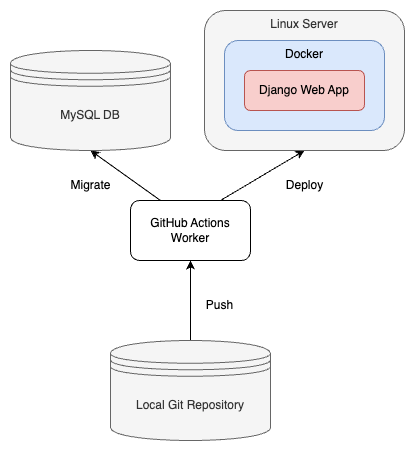 Linux Server
Docker
Django Web App
MySQL DB
Migrate
Deploy
GitHub Actions
Worker
Push
Local Git Repository